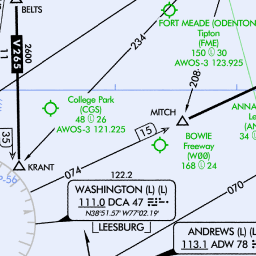 BELTS
2600
V 265
11
35
KRANT
234
FORT MEADE (ODENTON
Tipton
(FME)
150 30
AWOS-3 123.925
208
College Park
(CGS)
48 26
AWOS-3 121.225
MITCH
15
ANNA
Le
(AN
34
BOWIE
Freeway
(W00)
168 24
074
070
122.2
WASHINGTON (L) (L)
111.0 DCA 47
N38°51.57' W77°02.19'
LEESBURG
ANDREWS (L) (L
113.1 ADW 78